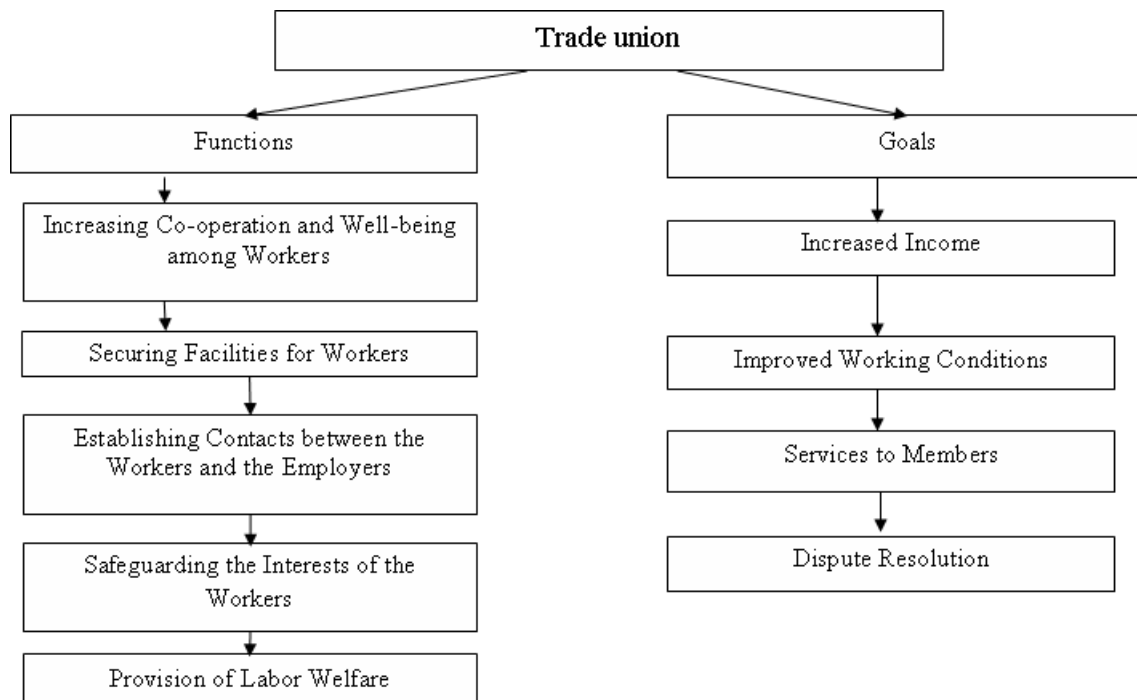 Trade union
Functions
Increasing Co-operation and Well-being
among Workers
Securing Facilities for Workers
Establishing Contacts between the
Workers and the Employers
Safeguarding the Interests of the
Workers
Provision of Labor Welfare
Goals
Increased Income
Improved Working Conditions
Services to Members
Dispute Resolution